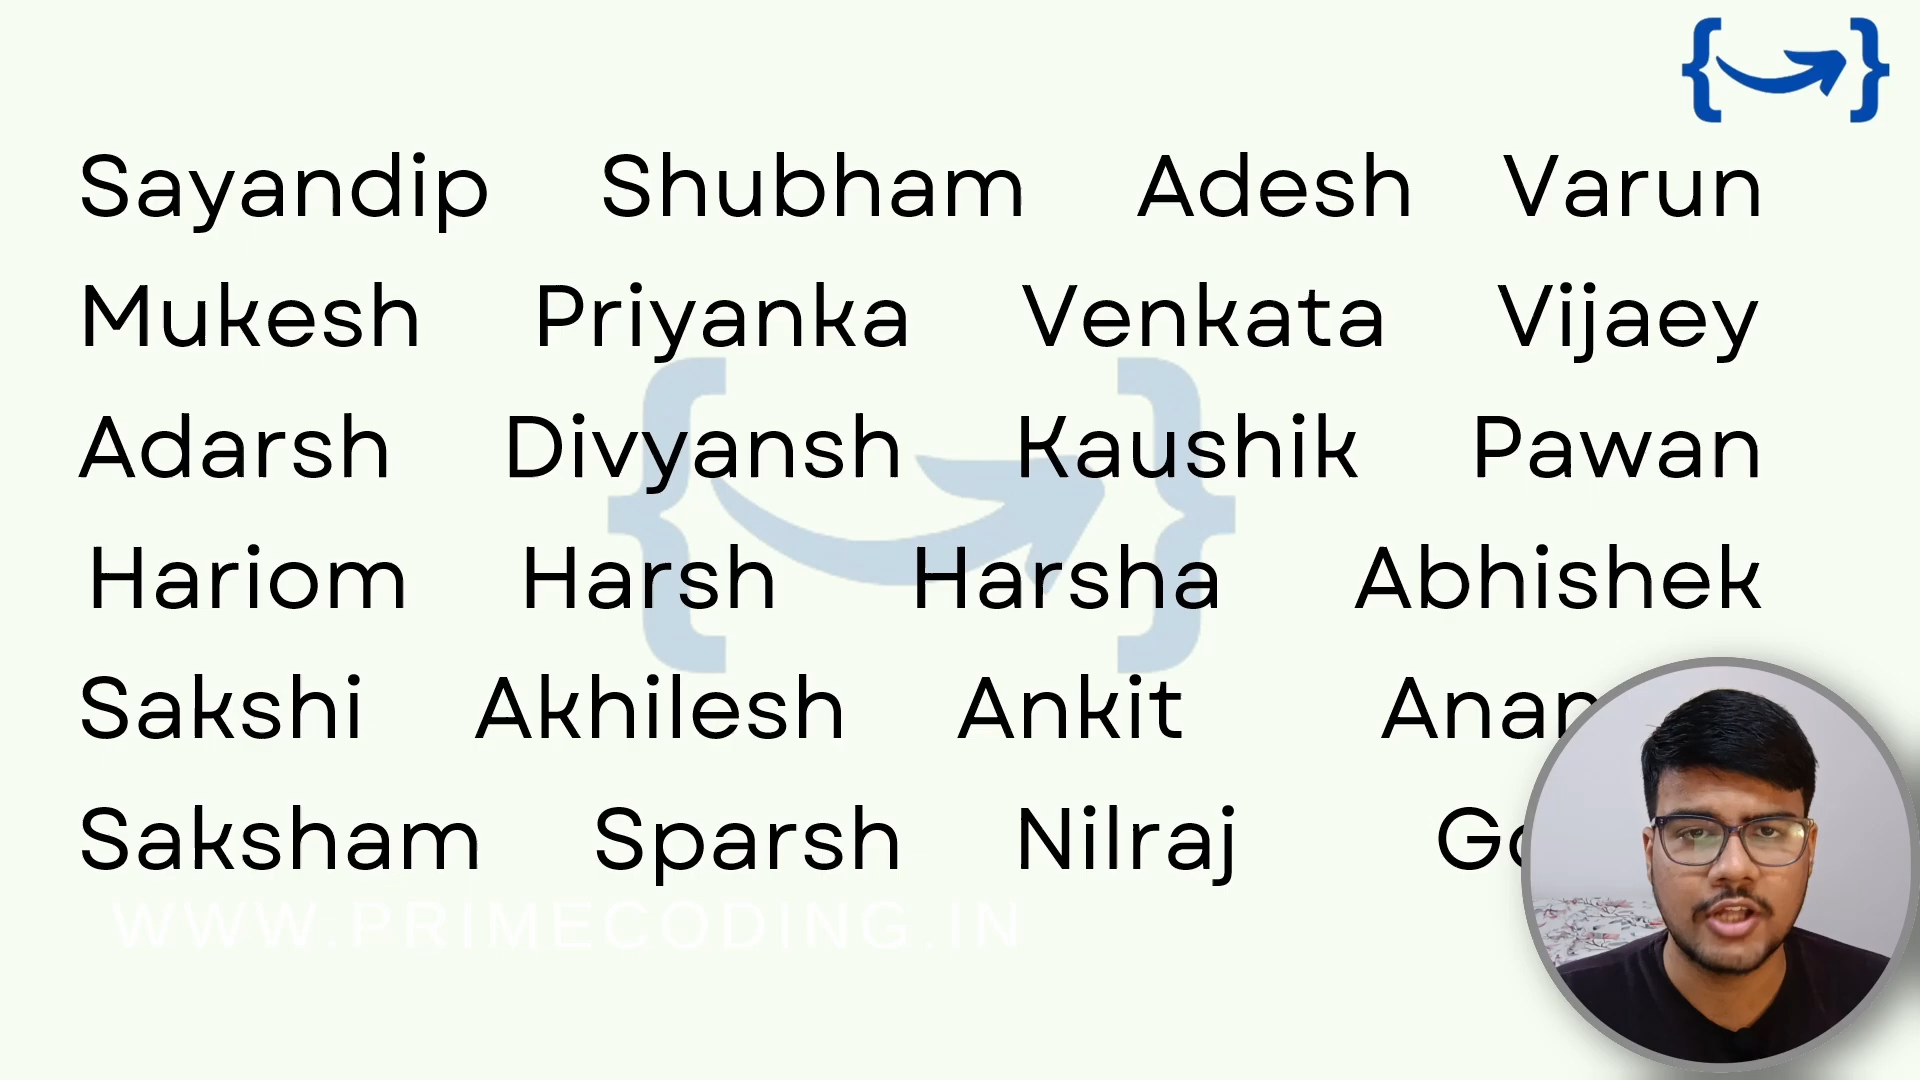 Sayandip Shubham Adesh Varun
Mukesh Priyanka Venkata Vijaey
Adarsh Divyansh Kaushik Pawan
Hariom Harsh Harsha Abhishek
Sakshi Akhilesh Ankit
Saksham Sparsh Nilraj
WWW.PRIMECODING.IN